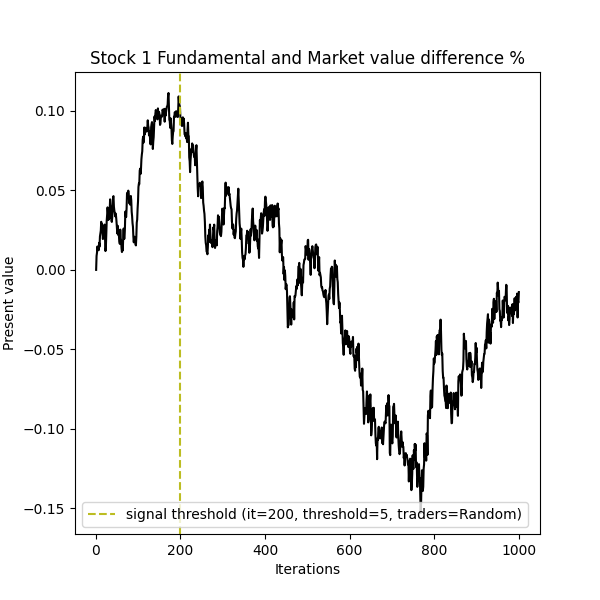 Stock 1 Fundamental and Market value difference %
Present value
0.10
0.05
0.00
−0.05
−0.10
−0.15
signal threshold (it=200, threshold=5, traders=Random)
0 200 400 600 800 1000
Iterations